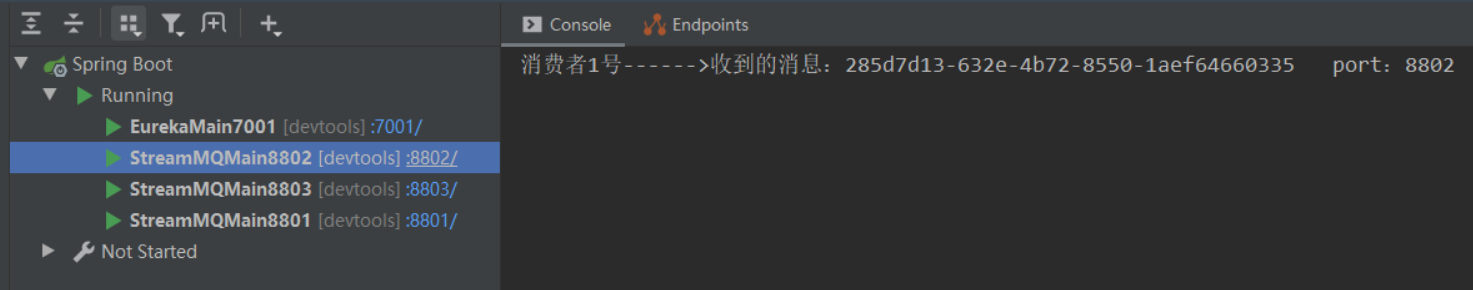 Console
Endpoints
Spring Boot
消费者1号------>收到的消息：285d7d13-632e-4b72-8550-1aef64660335   port：8802
Running
EurekaMain7001 [devtools] :7001/
StreamMQMain8802 [devtools] :8802/
StreamMQMain8803 [devtools] :8803/
StreamMQMain8801 [devtools] :8801/
Not Started